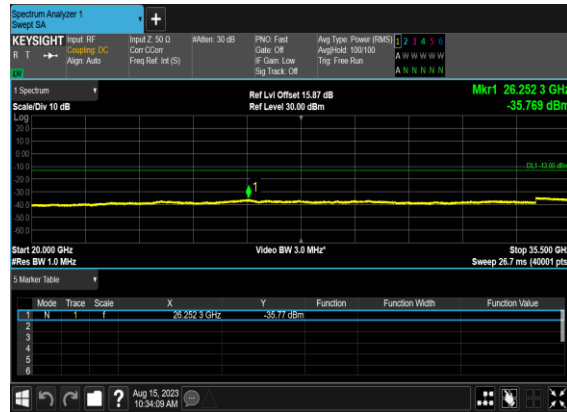 Spectrum Analyzer 1
Swept SA
+
KEYSIGHT Input: RF Input Z: 50 Ω #Atten: 30 dB PNO: Fast Avg Type: Power (RMS) 1 2 3 4 5 6
R T Coupling: DC Corr CCorr Gate: Off Avg|Hold: 100/100 A W W W W W
Align: Auto Freq Ref: Int (S) IF Gain: Low Trig: Free Run
Sig Track: Off A N N N N N
1 Spectrum Ref Lvl Offset 15.87 dB Mkr1 26.252 3 GHz
Scale/Div 10 dB Ref Level 30.00 dBm -35.769 dBm
Log
20.0
10.0
0.00
-10.0 DL1 -13.00 dBm
-20.0
-30.0 1
-40.0
-50.0
-60.0
Start 20.000 GHz Video BW 3.0 MHz* Stop 35.500 GHz
#Res BW 1.0 MHz Sweep 26.7 ms (40001 pts)
5 Marker Table
Mode Trace Scale X Y Function Function Width Function Value
1 N 1 f 26.252 3 GHz -35.77 dBm
2
3
4
5
6
? Aug 15, 2023
10:34:09 AM